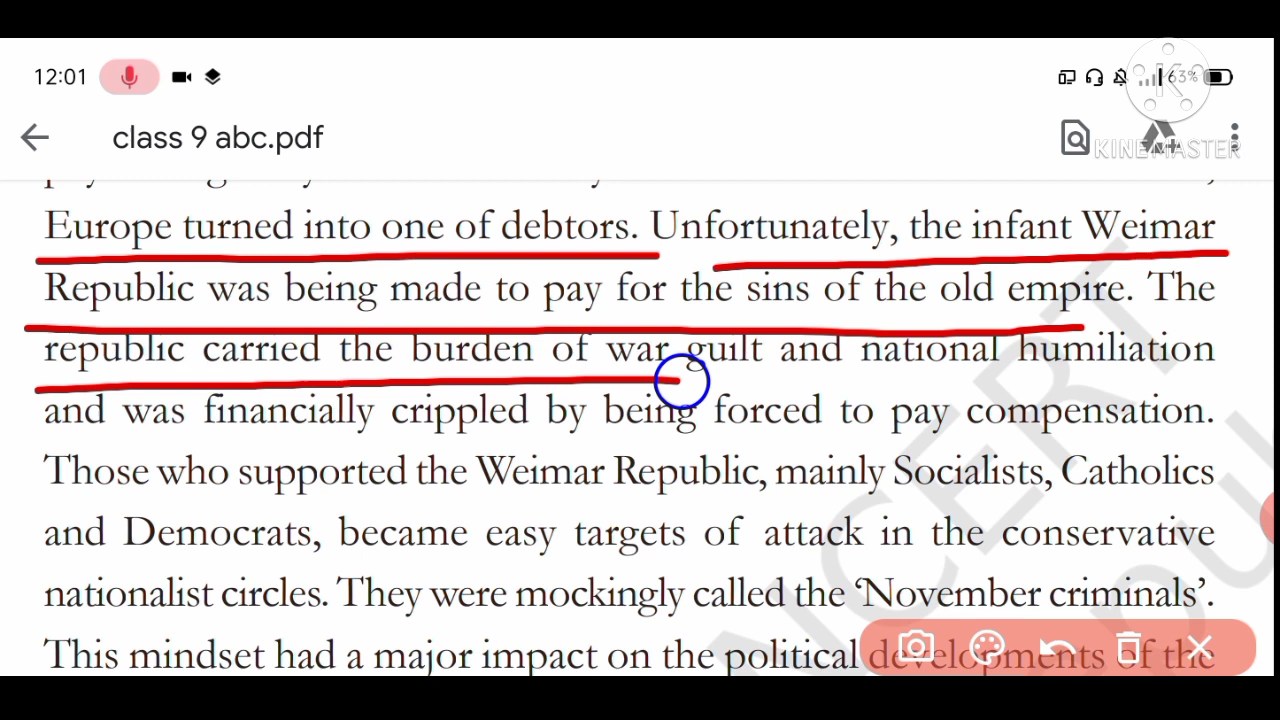 12:01
63%
class 9 abc.pdf
KINEMASTER
Europe turned into one of debtors. Unfortunately, the infant Weimar
Republic was being made to pay for the sins of the old empire. The
republic carried the burden of war guilt and national humiliation
and was financially crippled by being forced to pay compensation.
Those who supported the Weimar Republic, mainly Socialists, Catholics
and Democrats, became easy targets of attack in the conservative
nationalist circles. They were mockingly called the ‘November criminals’.
This mindset had a major impact on the political developments of the
NCERT